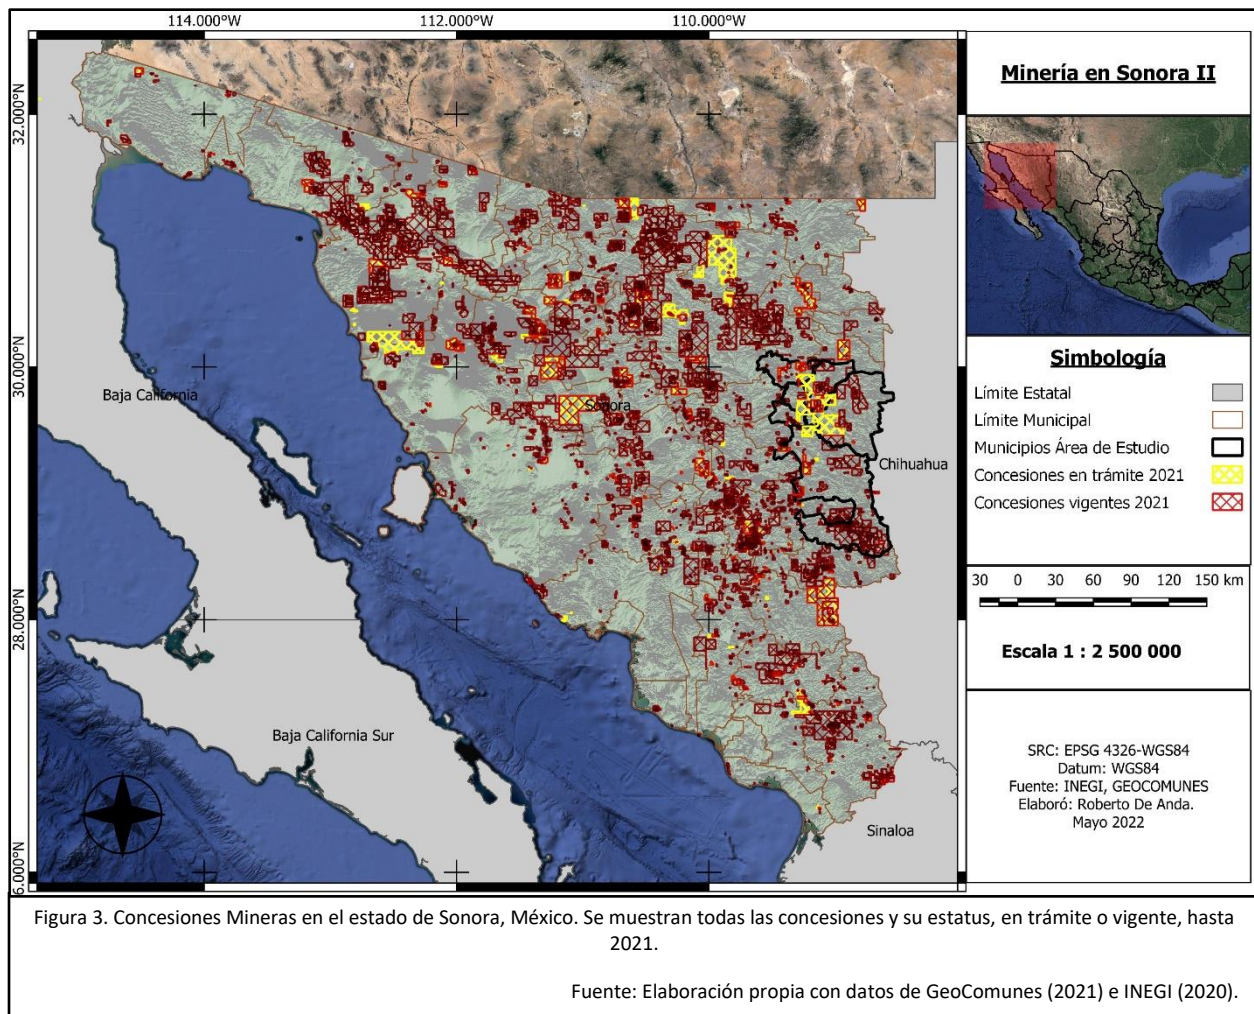 114.000°W 112.000°W 110.000°W
32.000°N
30.000°N
28.000°N
6.000°N
Baja California
Sonora
Chihuahua
Baja California Sur
Sinaloa
Minería en Sonora II
Simbología
Límite Estatal
Límite Municipal
Municipios Área de Estudio
Concesiones en trámite 2021
Concesiones vigentes 2021
30 0 30 60 90 120 150 km
Escala 1 : 2 500 000
SRC: EPSG 4326-WGS84
Datum: WGS84
Fuente: INEGI, GEOCOMUNES
Elaboró: Roberto De Anda.
Mayo 2022
Figura 3. Concesiones Mineras en el estado de Sonora, México. Se muestran todas las concesiones y su estatus, en trámite o vigente, hasta
2021.
Fuente: Elaboración propia con datos de GeoComunes (2021) e INEGI (2020).